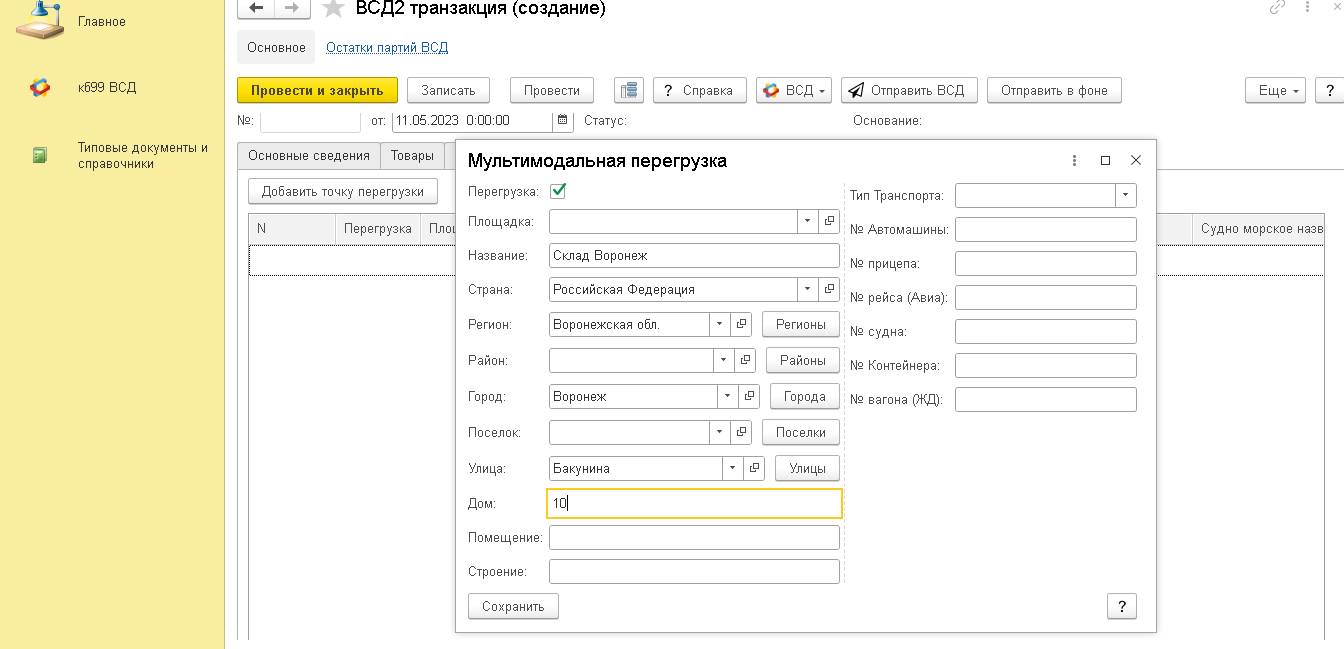 Главное
к699 ВСД
Типовые документы и
справочники
ВСД2 транзакция (создание)
Основное Остатки партий ВСД
Провести и закрыть Записать Провести ? Справка ВСД Отправить ВСД Отправить в фоне Еще ?
№: от: 11.05.2023 0:00:00 Статус: Основание:
Основные сведения Товары
Добавить точку перегрузки
N Перегрузка Площ Судно морское назв
Мультимодальная перегрузка
Перегрузка:
Площадка:
Название: Склад Воронеж
Страна: Российская Федерация
Регион: Воронежская обл. Регионы
Район: Районы
Город: Воронеж Города
Поселок: Поселки
Улица: Бакунина Улицы
Дом: 10
Помещение:
Строение:
Тип Транспорта:
№ Автомашины:
№ прицепа:
№ рейса (Авиа):
№ судна:
№ Контейнера:
№ вагона (ЖД):
Сохранить ?